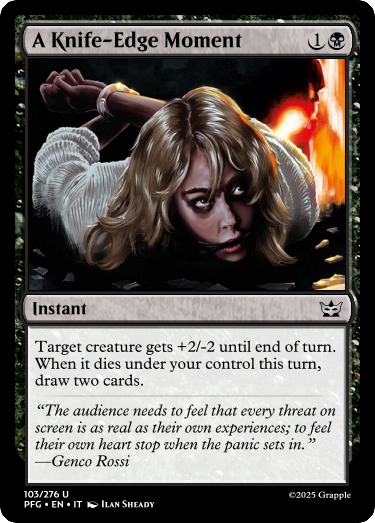 A Knife-Edge Moment 1
Instant
Target creature gets +2/-2 until end of turn.
When it dies under your control this turn,
draw two cards.
“The audience needs to feel that every threat on
screen is as real as their own experiences; to feel
their own heart stop when the panic sets in.”
—Genco Rossi
103/276 U
PFG • EN • IT Ilan Sheady
©2025 Grapple